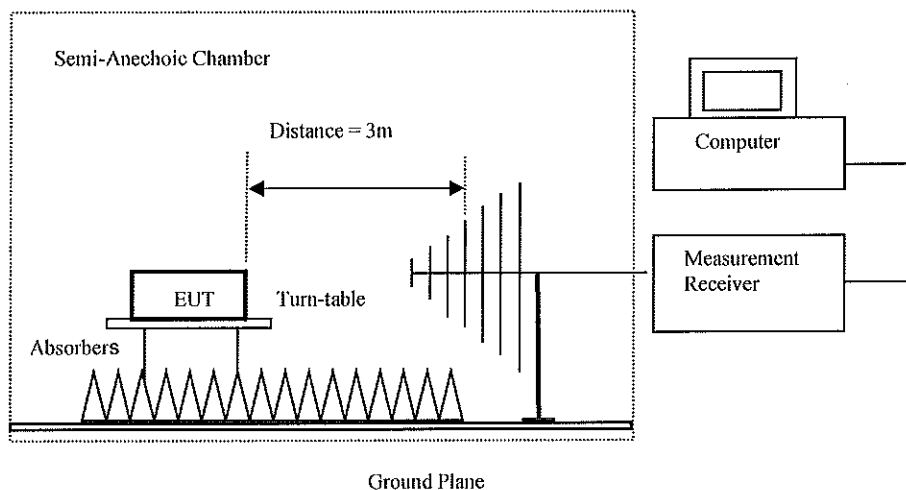 Semi-Anechoic Chamber
Distance = 3m
Computer
Measurement
Receiver
EUT
Turn-table
Absorbers
Ground Plane